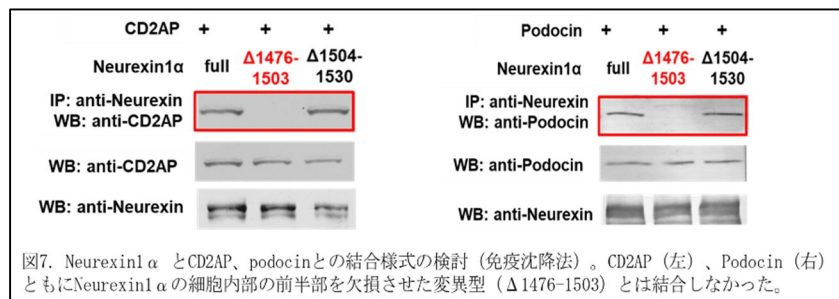 CD2AP + + +
Neurexin1α full Δ1476-1503 Δ1504-1530
IP: anti-Neurexin
WB: anti-CD2AP
WB: anti-CD2AP
WB: anti-Neurexin
Podocin + + +
Neurexin1α full Δ1476-1503 Δ1504-1530
IP: anti-Neurexin
WB: anti-Podocin
WB: anti-Podocin
WB: anti-Neurexin
図7. Neurexin1α とCD2AP、podocinとの結合様式の検討（免疫沈降法）。CD2AP（左）、Podocin（右）
ともにNeurexin1αの細胞内部の前半部を欠損させた変異型（Δ1476-1503）とは結合しなかった。